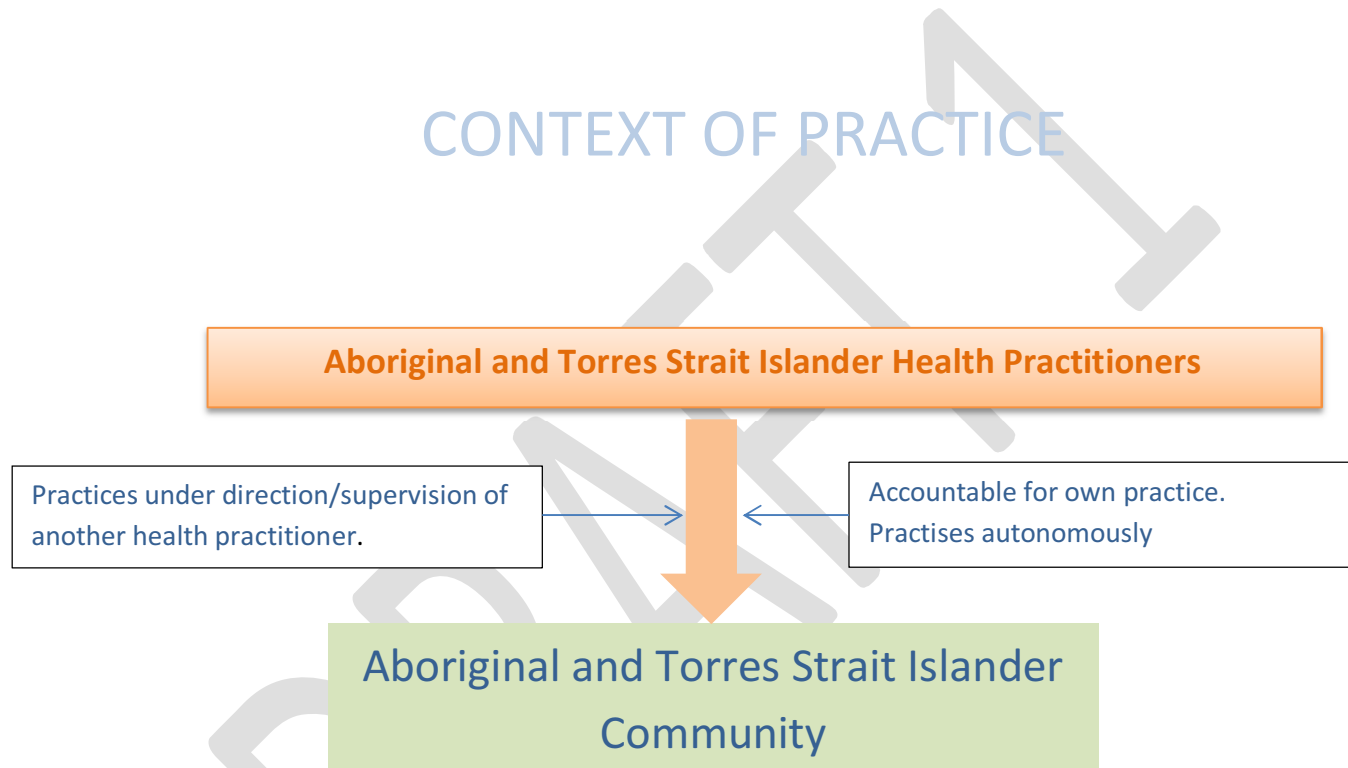 CONTEXT OF PRACTICE
Aboriginal and Torres Strait Islander Health Practitioners
Practices under direction/supervision of
another health practitioner.
Accountable for own practice.
Practises autonomously
Aboriginal and Torres Strait Islander
Community
DRAFT 1